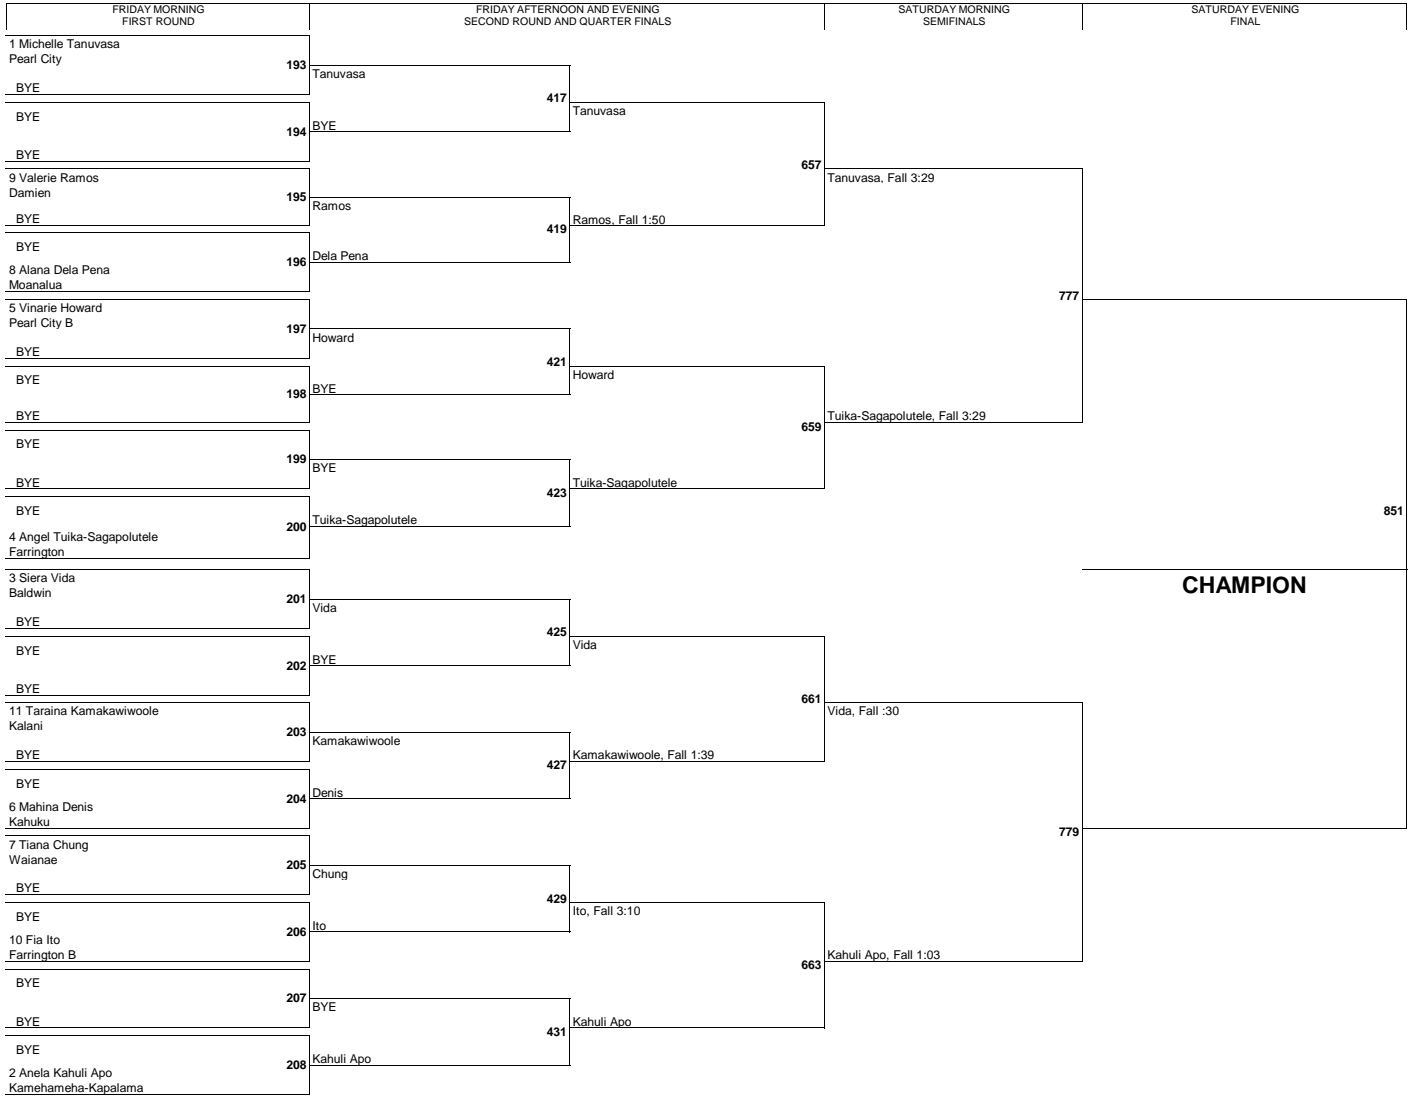 FRIDAY MORNING
FIRST ROUND
FRIDAY AFTERNOON AND EVENING
SECOND ROUND AND QUARTER FINALS
SATURDAY MORNING
SEMIFINALS
SATURDAY EVENING
FINAL
1 Michelle Tanuvasa
Pearl City
193
BYE
BYE
194
BYE
9 Valerie Ramos
Damien
195
BYE
BYE
196
8 Alana Dela Pena
Moanalua
5 Vinarie Howard
Pearl City B
197
BYE
BYE
198
BYE
BYE
199
BYE
BYE
200
4 Angel Tuika-Sagapolutele
Farrington
3 Siera Vida
Baldwin
201
BYE
BYE
202
BYE
11 Taraina Kamakawiwoole
Kalani
203
BYE
BYE
204
6 Mahina Denis
Kahuku
7 Tiana Chung
Waianae
205
BYE
BYE
206
10 Fia Ito
Farrington B
BYE
207
BYE
BYE
208
2 Anela Kahuli Apo
Kamehameha-Kapalama
Tanuvasa
417
BYE
Ramos
419
Dela Pena
Howard
421
BYE
BYE
423
Tuika-Sagapolutele
Vida
425
BYE
Kamakawiwoole
427
Denis
Chung
429
Ito
BYE
431
Kahuli Apo
Tanuvasa
657
Ramos, Fall 1:50
Howard
659
Tuika-Sagapolutele
Vida
661
Kamakawiwoole, Fall 1:39
Ito, Fall 3:10
663
Kahuli Apo
Tanuvasa, Fall 3:29
777
Tuika-Sagapolutele, Fall 3:29
Vida, Fall :30
779
Kahuli Apo, Fall 1:03
851
CHAMPION